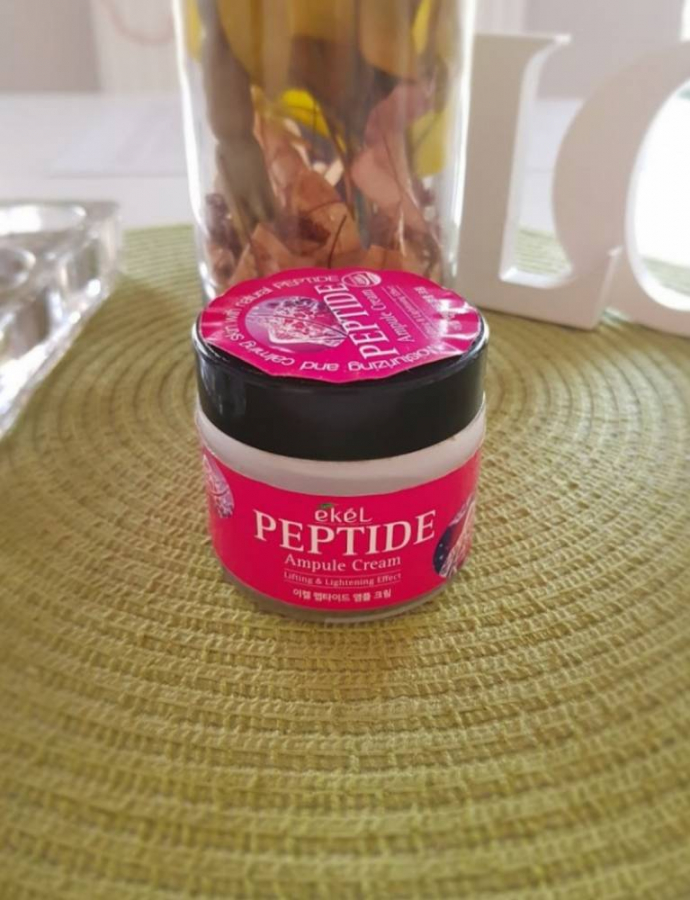 Moisturizing and calming skin with natural PEPTIDE
PEPTIDE
Ampule Cream
ekeL
PEPTIDE
Ampule Cream
Lifting & Lightening Effect
이켈 펩타이드 앰플 크림
LO